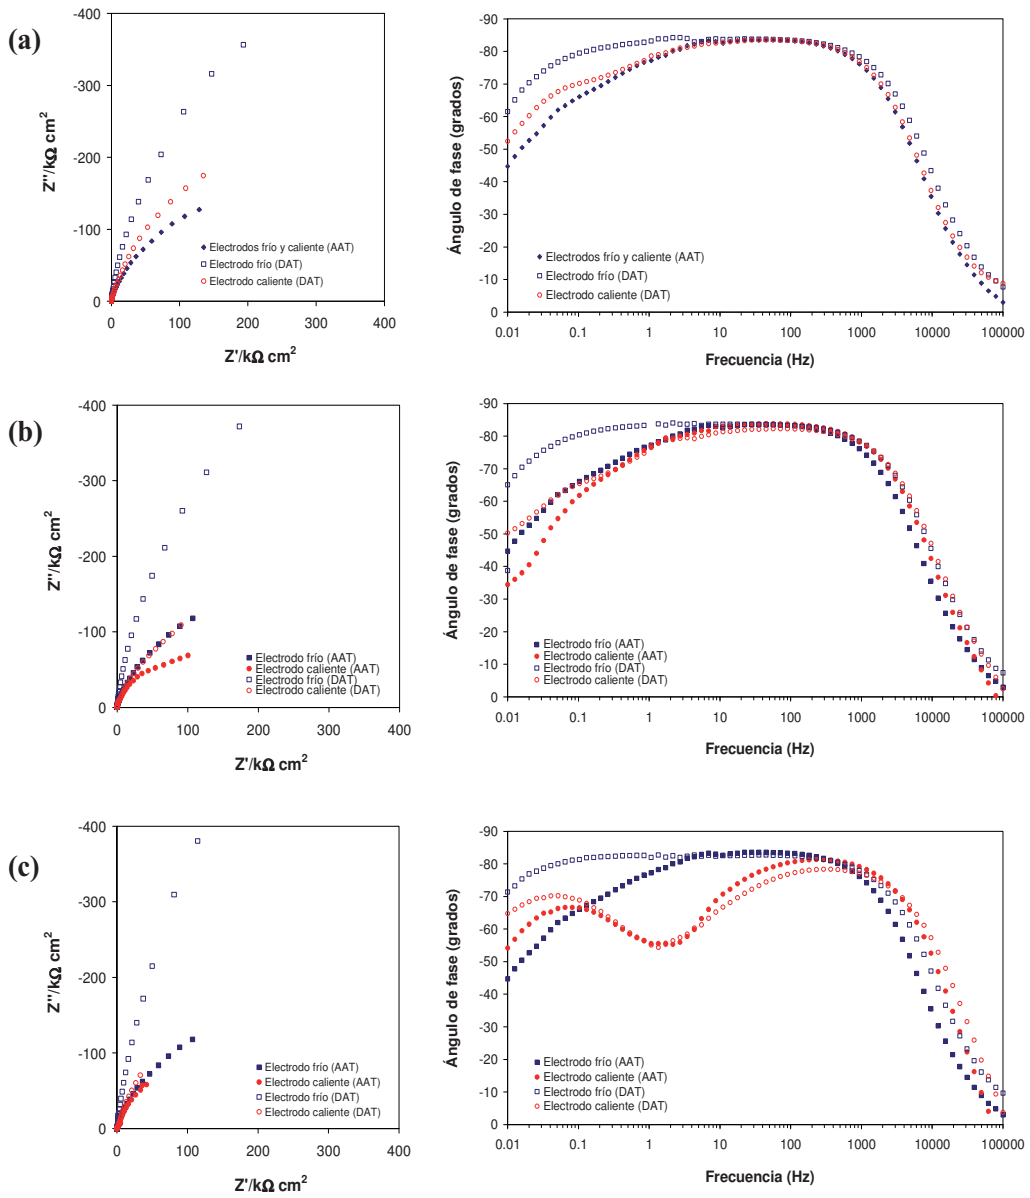 (a)
-400
-300
-200
-100
0
Z''/kΩ cm²
0 100 200 300 400
Z'/kΩ cm²
Electrodos frío y caliente (AAT)
Electrodo frío (DAT)
Electrodo caliente (DAT)
-90
-80
-70
-60
-50
-40
-30
-20
-10
0
Ángulo de fase (grados)
0.01 0.1 1 10 100 1000 10000 100000
Frecuencia (Hz)
Electrodos frío y caliente (AAT)
Electrodo frío (DAT)
Electrodo caliente (DAT)
(b)
-400
-300
-200
-100
0
Z''/kΩ cm²
0 100 200 300 400
Z'/kΩ cm²
Electrodo frío (AAT)
Electrodo caliente (AAT)
Electrodo frío (DAT)
Electrodo caliente (DAT)
-90
-80
-70
-60
-50
-40
-30
-20
-10
0
Ángulo de fase (grados)
0.01 0.1 1 10 100 1000 10000 100000
Frecuencia (Hz)
Electrodo frío (AAT)
Electrodo caliente (AAT)
Electrodo frío (DAT)
Electrodo caliente (DAT)
(c)
-400
-300
-200
-100
0
Z''/kΩ cm²
0 100 200 300 400
Z'/kΩ cm²
Electrodo frío (AAT)
Electrodo caliente (AAT)
Electrodo frío (DAT)
Electrodo caliente (DAT)
-90
-80
-70
-60
-50
-40
-30
-20
-10
0
Ángulo de fase (grados)
0.01 0.1 1 10 100 1000 10000 100000
Frecuencia (Hz)
Electrodo frío (AAT)
Electrodo caliente (AAT)
Electrodo frío (DAT)
Electrodo caliente (DAT)